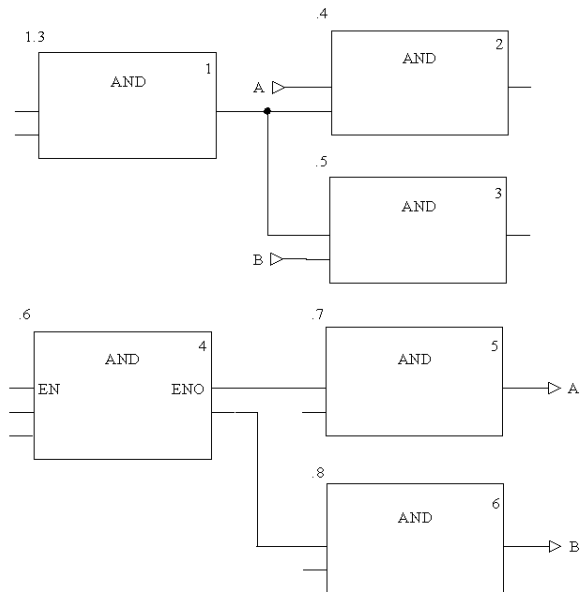 .4
1.3
AND 2
AND 1
A
.5
AND 3
B
.6
.7
AND 4
AND 5
EN ENO
A
.8
AND 6
B